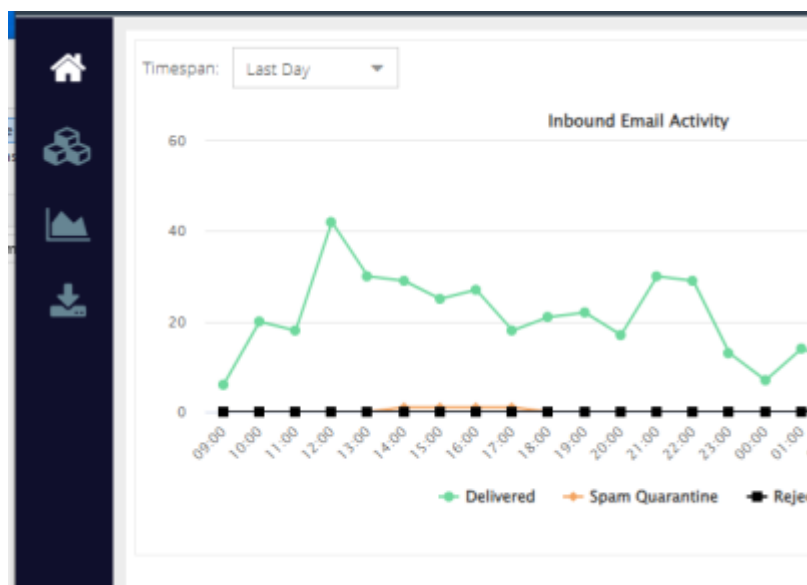 Timespan: Last Day
Inbound Email Activity
60
40
20
0
09:00 10:00 11:00 12:00 13:00 14:00 15:00 16:00 17:00 18:00 19:00 20:00 21:00 22:00 23:00 00:00 01:00
Delivered Spam Quarantine